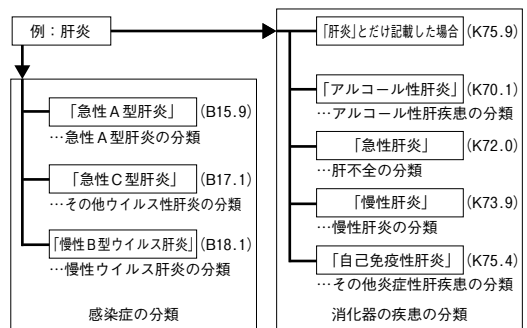 例：肝炎
「急性Ａ型肝炎」(B15.9)
…急性Ａ型肝炎の分類
「急性Ｃ型肝炎」(B17.1)
…その他ウイルス性肝炎の分類
「慢性Ｂ型ウイルス肝炎」(B18.1)
…慢性ウイルス肝炎の分類
感染症の分類
「肝炎」とだけ記載した場合 (K75.9)
「アルコール性肝炎」(K70.1)
…アルコール性肝疾患の分類
「急性肝炎」(K72.0)
…肝不全の分類
「慢性肝炎」(K73.9)
…慢性肝炎の分類
「自己免疫性肝炎」(K75.4)
…その他炎症性肝疾患の分類
消化器の疾患の分類